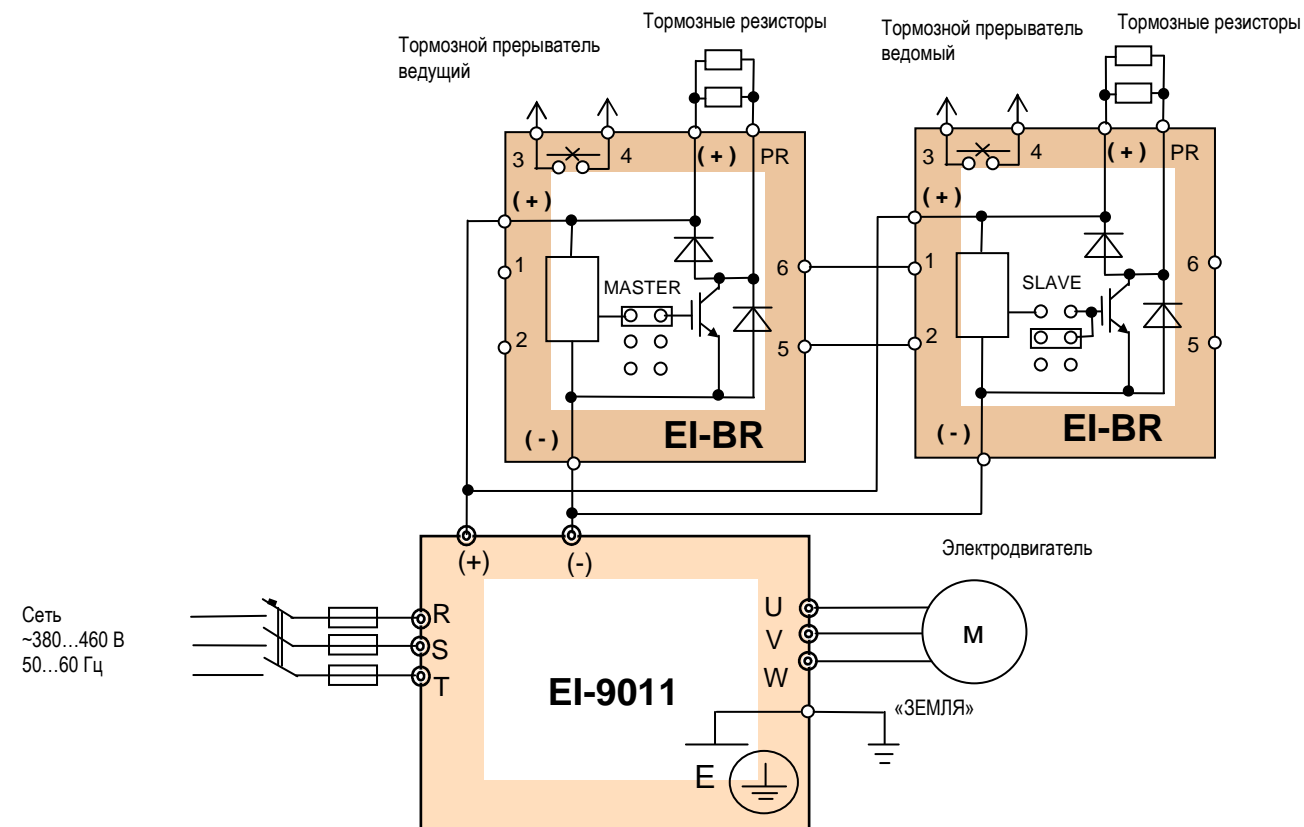 Тормозные резисторы
Тормозные резисторы
Тормозной прерыватель
ведущий
Тормозной прерыватель
ведомый
3
4
(+)
PR
3
4
(+)
PR
(+)
(+)
1
6
1
6
MASTER
SLAVE
2
5
2
5
(-)
EI-BR
(-)
EI-BR
(+)
(-)
Электродвигатель
Сеть
~380...460 В
50...60 Гц
R
S
T
U
V
W
M
EI-9011
«ЗЕМЛЯ»
E